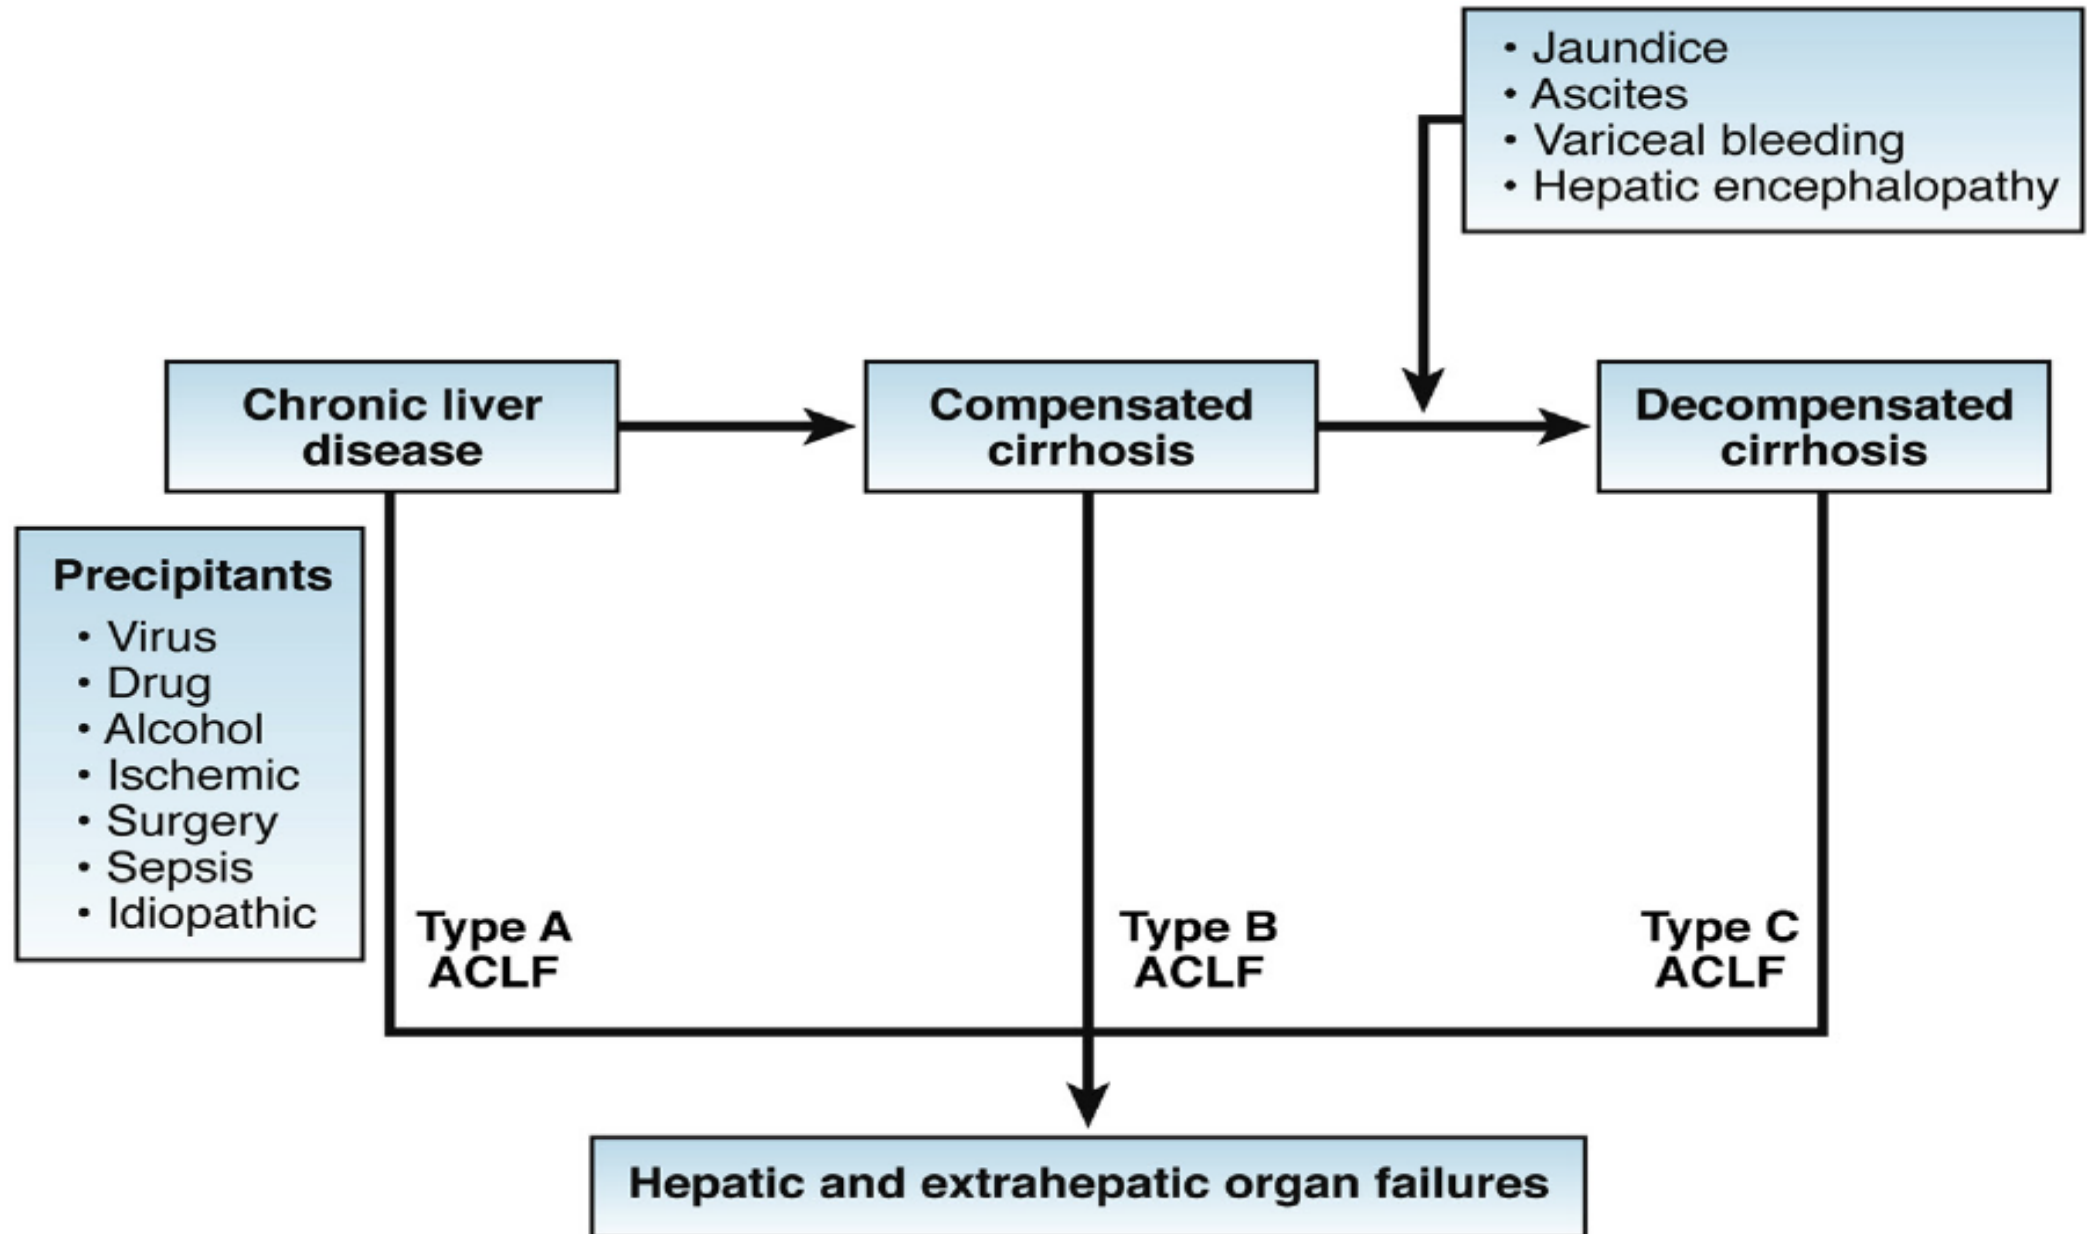 • Jaundice
• Ascites
• Variceal bleeding
• Hepatic encephalopathy
Chronic liver
disease
Compensated
cirrhosis
Decompensated
cirrhosis
Precipitants
• Virus
• Drug
• Alcohol
• Ischemic
• Surgery
• Sepsis
• Idiopathic
Type A
ACLF
Type B
ACLF
Type C
ACLF
Hepatic and extrahepatic organ failures